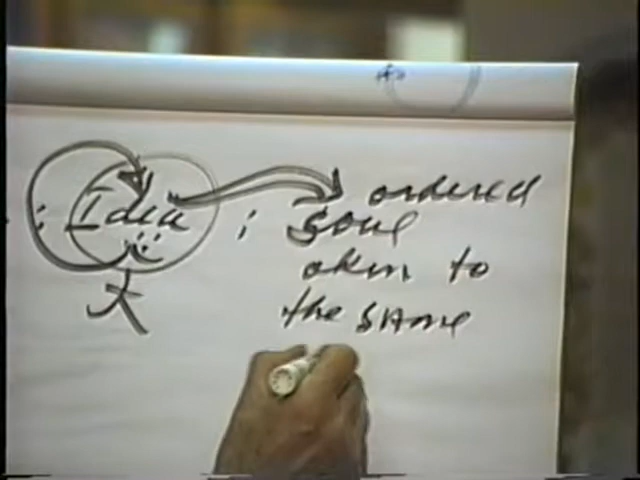 ordered
: Idea : soul
akin to
the same